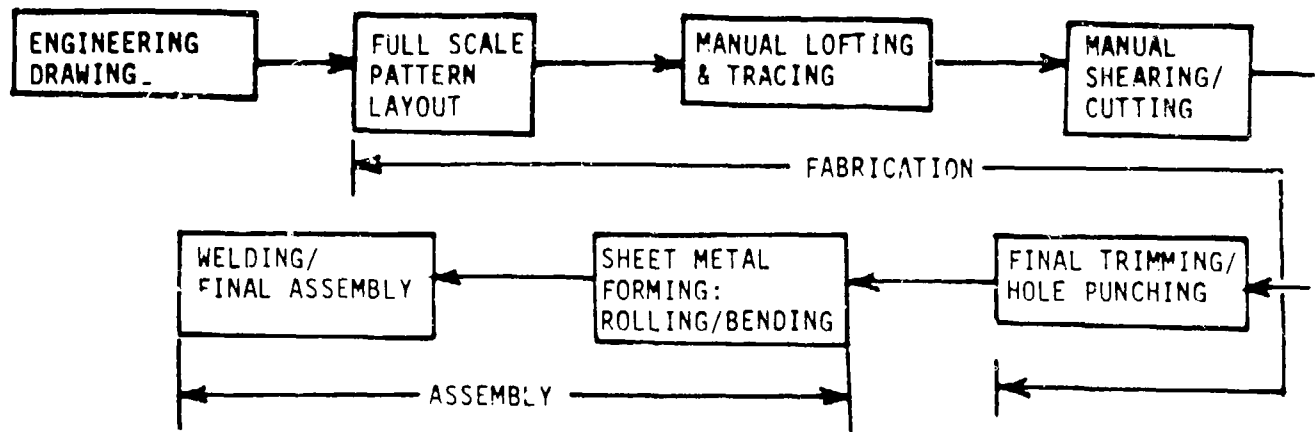 ENGINEERING
DRAWING_
FULL SCALE
PATTERN
LAYOUT
MANUAL LOFTING
& TRACING
MANUAL
SHEARING/
CUTTING
FABRICATION
WELDING/
FINAL ASSEMBLY
SHEET METAL
FORMING:
ROLLING/BENDING
FINAL TRIMMING/
HOLE PUNCHING
ASSEMBLY